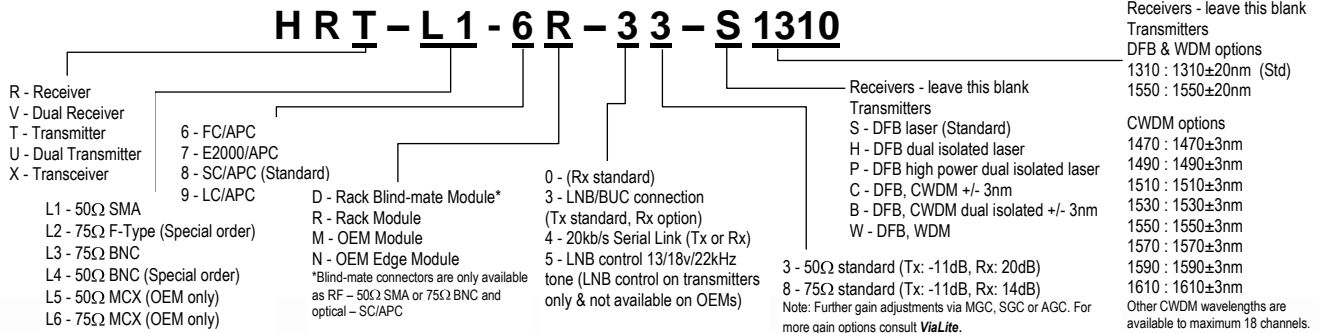 H R T – L 1 - 6 R – 3 3 – S 1310
R - Receiver
V - Dual Receiver
T - Transmitter
U - Dual Transmitter
X - Transceiver
L1 - 50Ω SMA
L2 - 75Ω F-Type (Special order)
L3 - 75Ω BNC
L4 - 50Ω BNC (Special order)
L5 - 50Ω MCX (OEM only)
L6 - 75Ω MCX (OEM only)
6 - FC/APC
7 - E2000/APC
8 - SC/APC (Standard)
9 - LC/APC
D - Rack Blind-mate Module*
R - Rack Module
M - OEM Module
N - OEM Edge Module
*Blind-mate connectors are only available
as RF – 50Ω SMA or 75Ω BNC and
optical – SC/APC
0 - (Rx standard)
3 - LNB/BUC connection
(Tx standard, Rx option)
4 - 20kb/s Serial Link (Tx or Rx)
5 - LNB control 13/18v/22kHz
tone (LNB control on transmitters
only & not available on OEMs)
3 - 50Ω standard (Tx: -11dB, Rx: 20dB)
8 - 75Ω standard (Tx: -11dB, Rx: 14dB)
Note: Further gain adjustments via MGC, SGC or AGC. For
more gain options consult ViaLite.
Receivers - leave this blank
Transmitters
S - DFB laser (Standard)
H - DFB dual isolated laser
P - DFB high power dual isolated laser
C - DFB, CWDM +/- 3nm
B - DFB, CWDM dual isolated +/- 3nm
W - DFB, WDM
Receivers - leave this blank
Transmitters
DFB & WDM options
1310 : 1310±20nm (Std)
1550 : 1550±20nm
CWDM options
1470 : 1470±3nm
1490 : 1490±3nm
1510 : 1510±3nm
1530 : 1530±3nm
1550 : 1550±3nm
1570 : 1570±3nm
1590 : 1590±3nm
1610 : 1610±3nm
Other CWDM wavelengths are
available to maximum 18 channels.